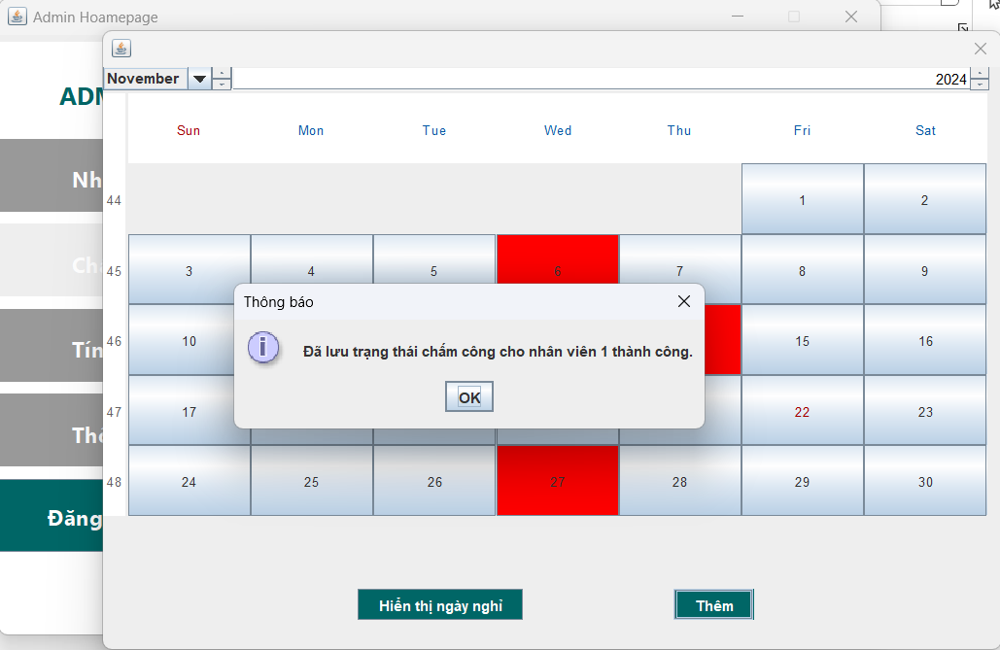 Admin Hoamepage
November
2024
Sun Mon Tue Wed Thu Fri Sat
44 1 2
45 3 4 5 6 7 8 9
Thông báo
46 10 15 16
Đã lưu trạng thái chấm công cho nhân viên 1 thành công.
OK
47 17 22 23
48 24 25 26 27 28 29 30
Hiển thị ngày nghỉ
Thêm
Nh
Tín
Đăng